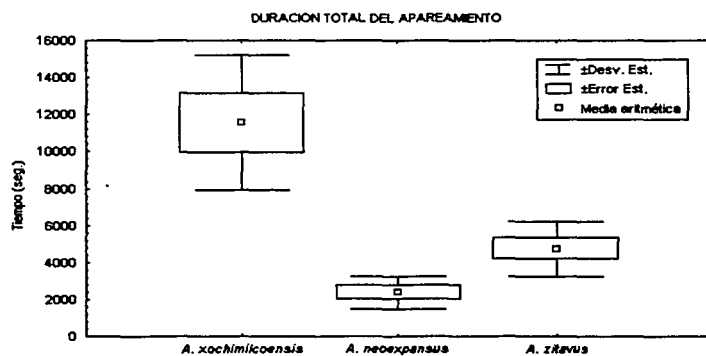 DURACION TOTAL DEL APAREAMIENTO
16000
14000
12000
10000
8000
6000
4000
2000
0
Tiempo (seg.)
±Desv. Est.
±Error Est.
Media aritmética
A. xochimilcoensis A. neoexpansus A. zitavus